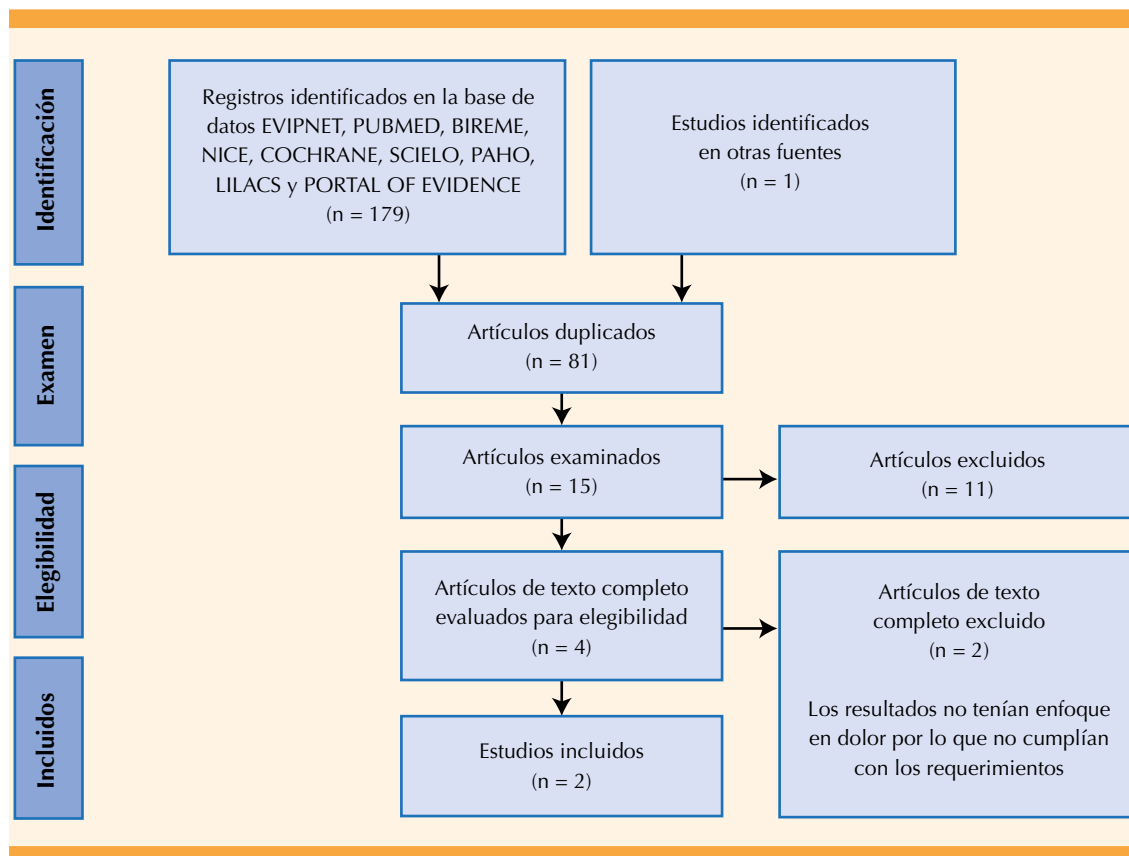 Identificación
Registros identificados en la base de
datos EVIPNET, PUBMED, BIREME,
NICE, COCHRANE, SCIELO, PAHO,
LILACS y PORTAL OF EVIDENCE
(n = 179)
Estudios identificados
en otras fuentes
(n = 1)
Examen
Artículos duplicados
(n = 81)
Artículos examinados
(n = 15)
Artículos excluidos
(n = 11)
Elegibilidad
Artículos de texto completo
evaluados para elegibilidad
(n = 4)
Artículos de texto
completo excluido
(n = 2)
Los resultados no tenían enfoque
en dolor por lo que no cumplían
con los requerimientos
Incluidos
Estudios incluidos
(n = 2)